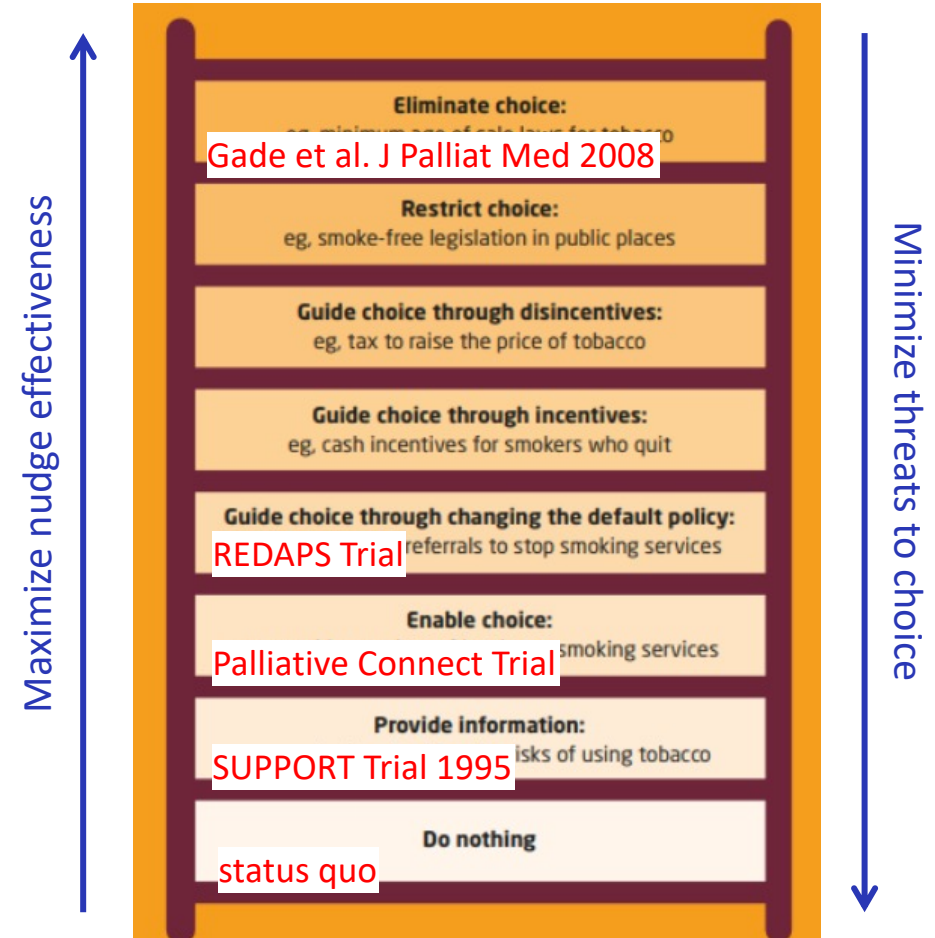 Maximize nudge effectiveness
Eliminate choice:
Gade et al. J Palliat Med 2008
Restrict choice:
eg, smoke-free legislation in public places
Guide choice through disincentives:
eg, tax to raise the price of tobacco
Guide choice through incentives:
eg, cash incentives for smokers who quit
Guide choice through changing the default policy:
REDAPS Trial referrals to stop smoking services
Enable choice:
Palliative Connect Trial smoking services
Provide information:
SUPPORT Trial 1995 isks of using tobacco
Do nothing
status quo
Minimize threats to choice